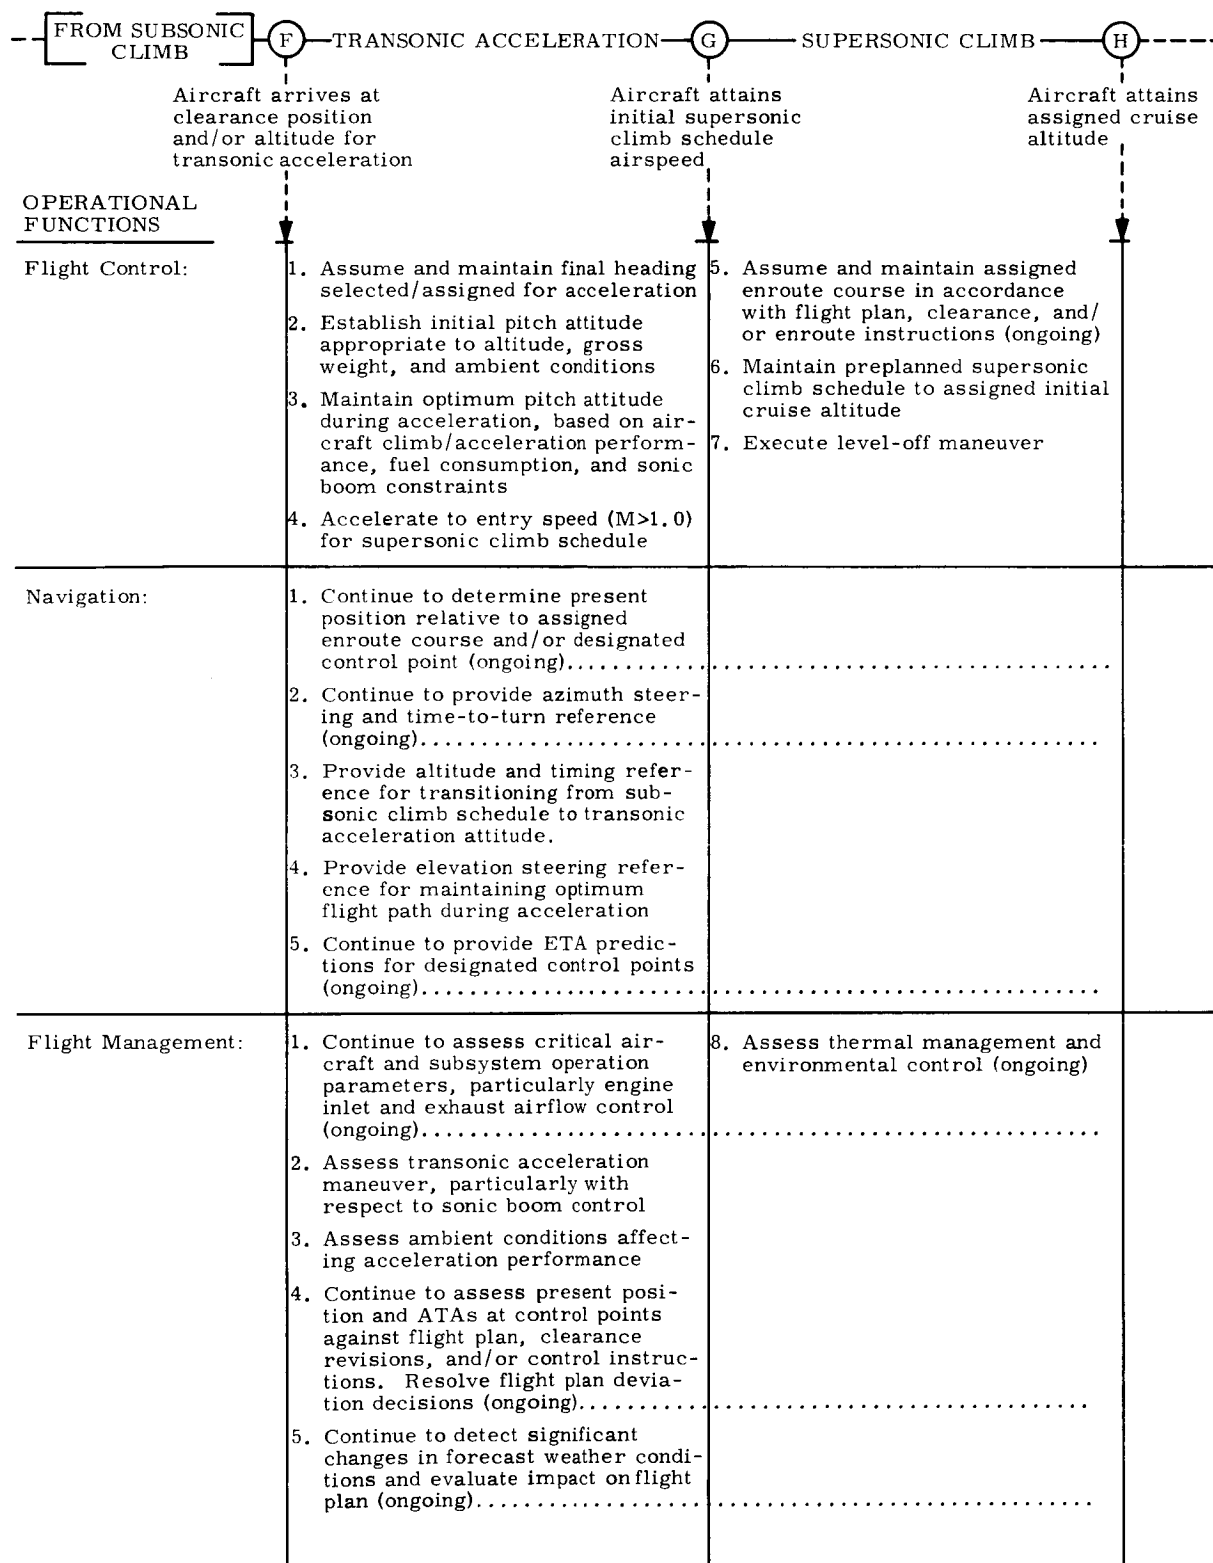 FROM SUBSONIC
CLIMB
F
TRANSONIC ACCELERATION
G
SUPERSONIC CLIMB
H
Aircraft arrives at
clearance position
and/or altitude for
transonic acceleration
Aircraft attains
initial supersonic
climb schedule
airspeed
Aircraft attains
assigned cruise
altitude
OPERATIONAL
FUNCTIONS
Flight Control:
1. Assume and maintain final heading
selected/assigned for acceleration
2. Establish initial pitch attitude
appropriate to altitude, gross
weight, and ambient conditions
3. Maintain optimum pitch attitude
during acceleration, based on air-
craft climb/acceleration perform-
ance, fuel consumption, and sonic
boom constraints
4. Accelerate to entry speed (M>1.0)
for supersonic climb schedule
5. Assume and maintain assigned
enroute course in accordance
with flight plan, clearance, and/
or enroute instructions (ongoing)
6. Maintain preplanned supersonic
climb schedule to assigned initial
cruise altitude
7. Execute level-off maneuver
Navigation:
1. Continue to determine present
position relative to assigned
enroute course and/or designated
control point (ongoing)
2. Continue to provide azimuth steer-
ing and time-to-turn reference
(ongoing)
3. Provide altitude and timing refer-
ence for transitioning from sub-
sonic climb schedule to transonic
acceleration attitude.
4. Provide elevation steering refer-
ence for maintaining optimum
flight path during acceleration
5. Continue to provide ETA predic-
tions for designated control points
(ongoing)
Flight Management:
1. Continue to assess critical air-
craft and subsystem operation
parameters, particularly engine
inlet and exhaust airflow control
(ongoing)
2. Assess transonic acceleration
maneuver, particularly with
respect to sonic boom control
3. Assess ambient conditions affect-
ing acceleration performance
4. Continue to assess present posi-
tion and ATAs at control points
against flight plan, clearance
revisions, and/or control instruc-
tions. Resolve flight plan devia-
tion decisions (ongoing)
5. Continue to detect significant
changes in forecast weather condi-
tions and evaluate impact on flight
plan (ongoing)
8. Assess thermal management and
environmental control (ongoing)